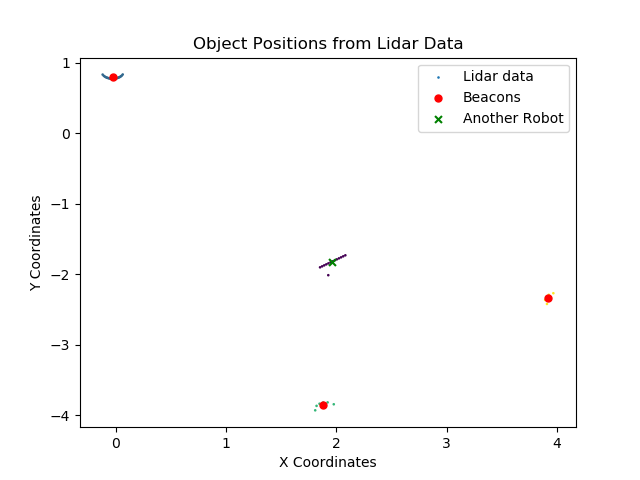 Object Positions from Lidar Data
Lidar data
Beacons
Another Robot
Y Coordinates
1
0
−1
−2
−3
−4
0 1 2 3 4
X Coordinates